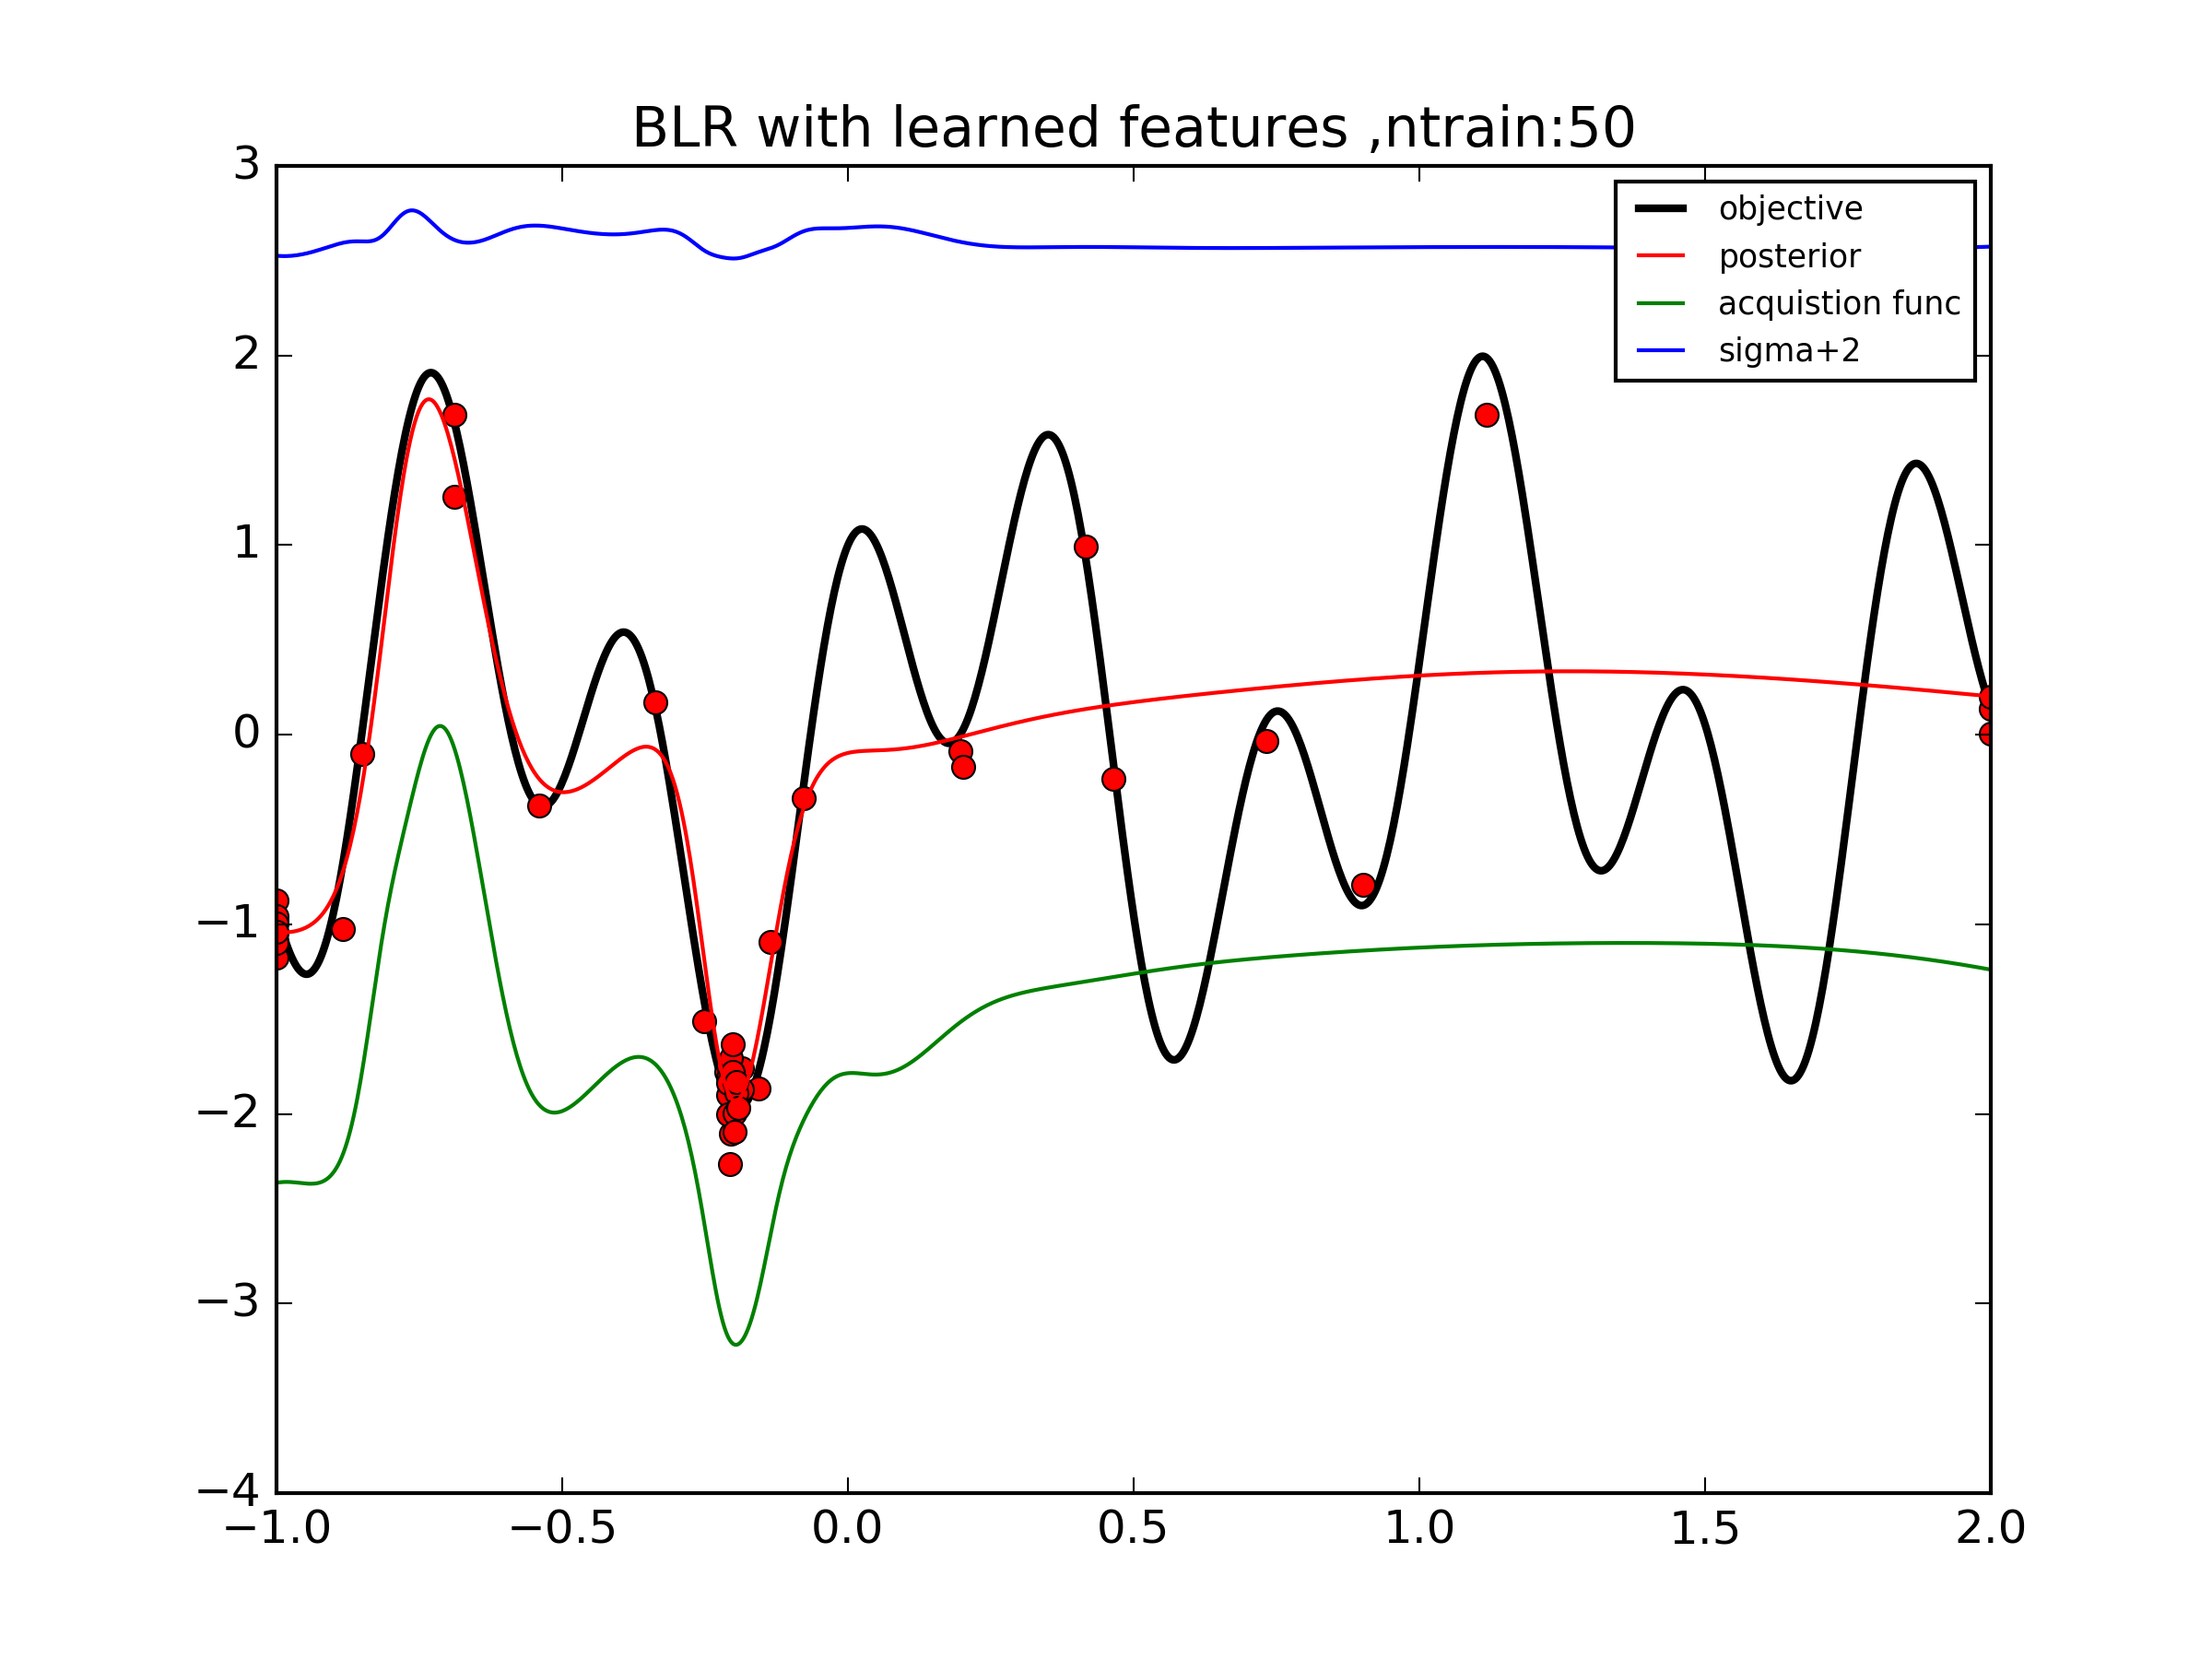 BLR with learned features ,ntrain:50
3
2
1
0
−1
−2
−3
−4
objective
posterior
acquistion func
sigma+2
−1.0 −0.5 0.0 0.5 1.0 1.5 2.0